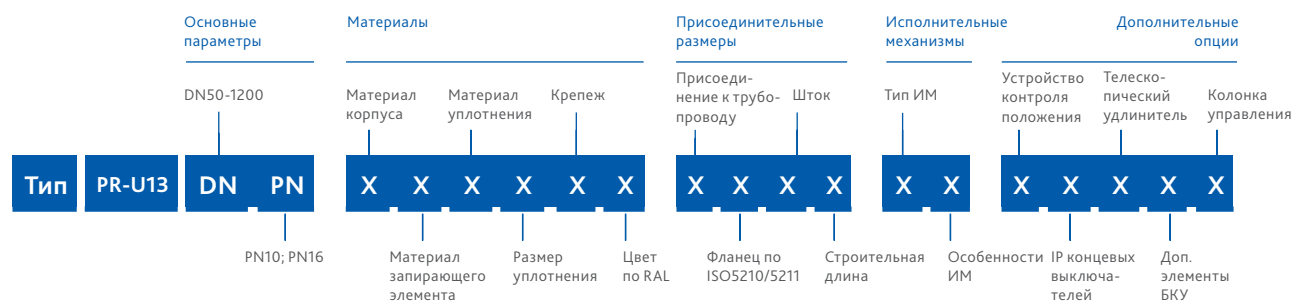 Основные
параметры
Материалы
Присоединительные
размеры
Исполнительные
механизмы
Дополнительные
опции
DN50-1200
Материал
корпуса
Материал
уплотнения
Крепеж
Присоеди-
нение к трубо-
проводу
Шток
Тип ИМ
Устройство
контроля
положения
Телеско-
пический
удлинитель
Колонка
управления
Тип PR-U13 DN PN X X X X X X X X X X X X X X X X X
PN10; PN16
Материал
запирающего
элемента
Размер
уплотнения
Цвет
по RAL
Фланец по
ISO5210/5211
Строительная
длина
Особенности
ИМ
IP концевых
выключа-
телей
Доп.
элементы
БКУ